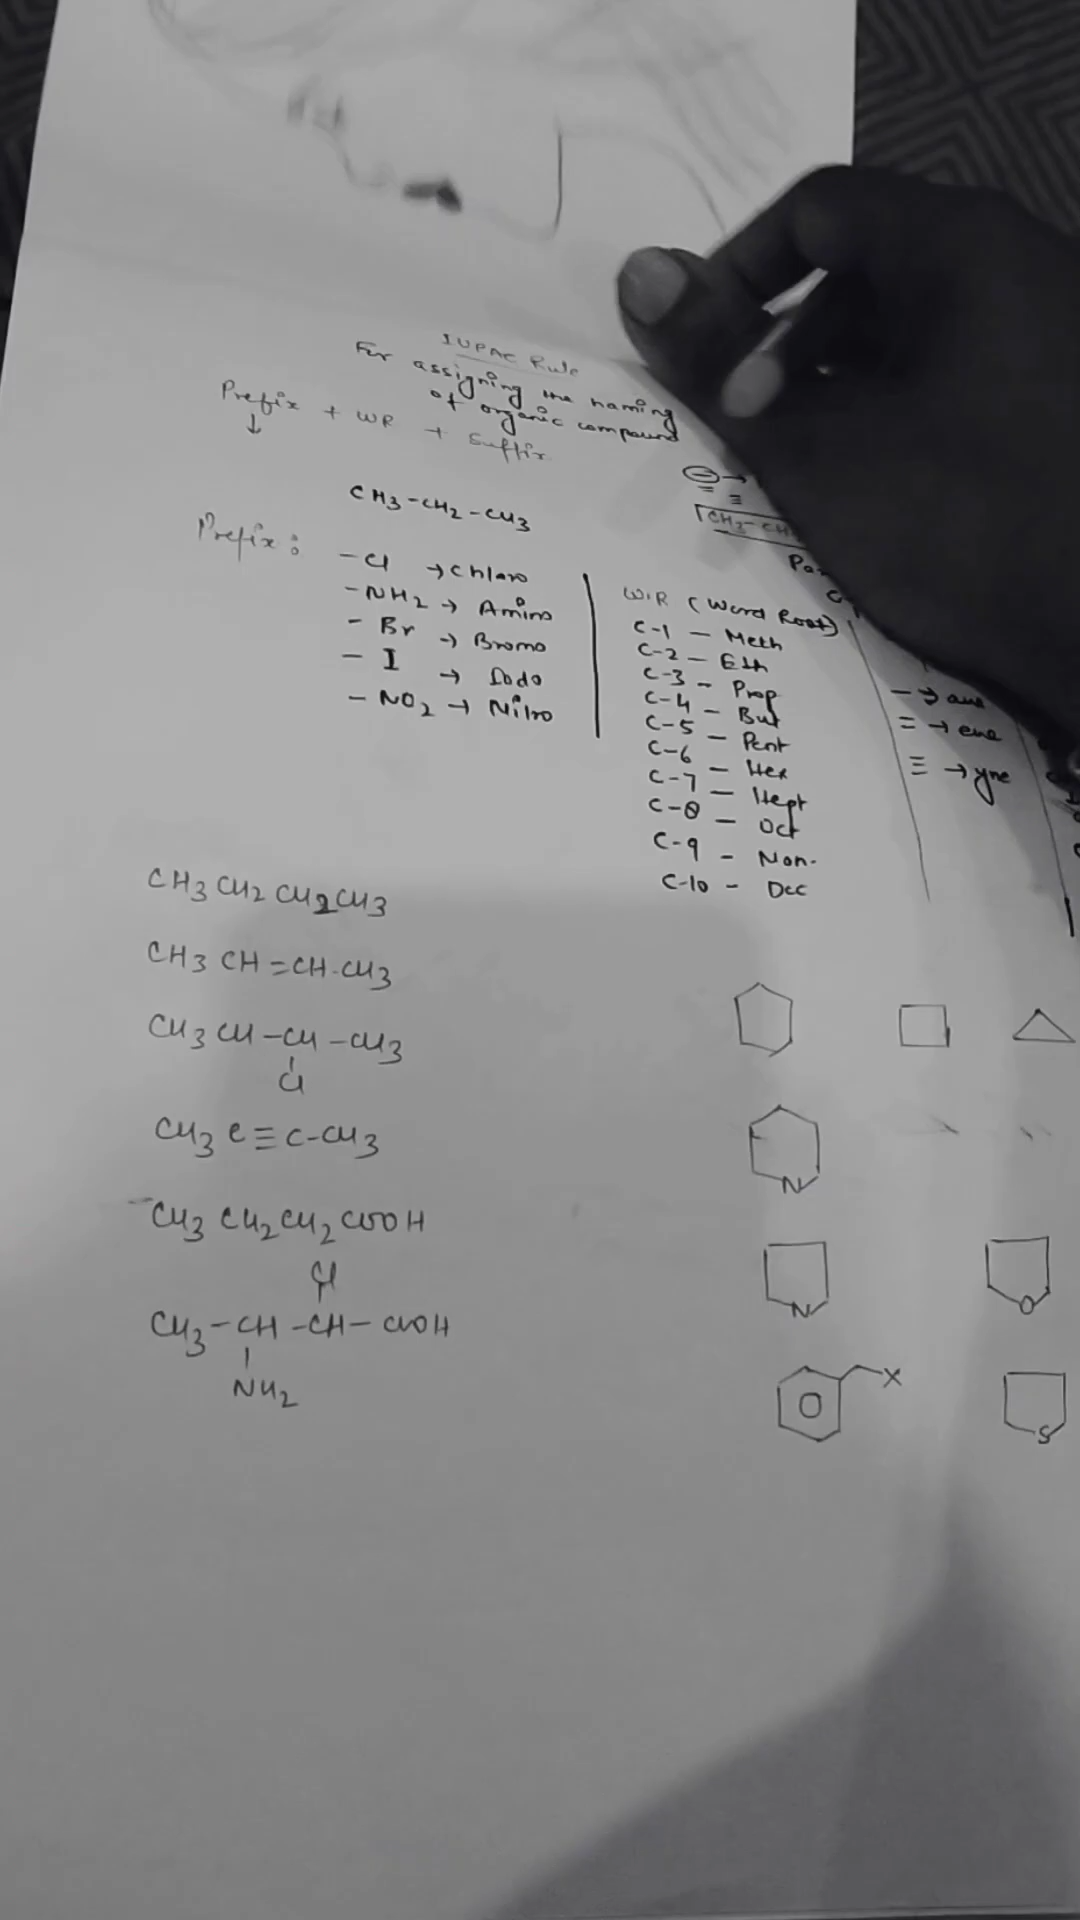 IUPAC Rule
For assigning the naming
of organic compound
Prefix + WR + Suffix
↓
CH3-CH2-CH3
Prefix:
-Cl → Chloro
-NH2 → Amino
- Br → Bromo
- I → Iodo
- NO2 → Nitro
W.R (Word Root)
C-1 - Meth
C-2 - Eth
C-3 - Prop
C-4 - But
C-5 - Pent
C-6 - Hex
C-7 - Hept
C-8 - Oct
C-9 - Non-
C-10 - Dec
- → ane
= → ene
≡ → yne
CH3 CH2 CH2 CH3
CH3 CH=CH-CH3
CH3 CH-CH-CH3
Cl
CH3 C≡C-CH3
CH3 CH2 CH2 COOH
Cl
CH3-CH-CH-COOH
NH2
N
N
O
X
S